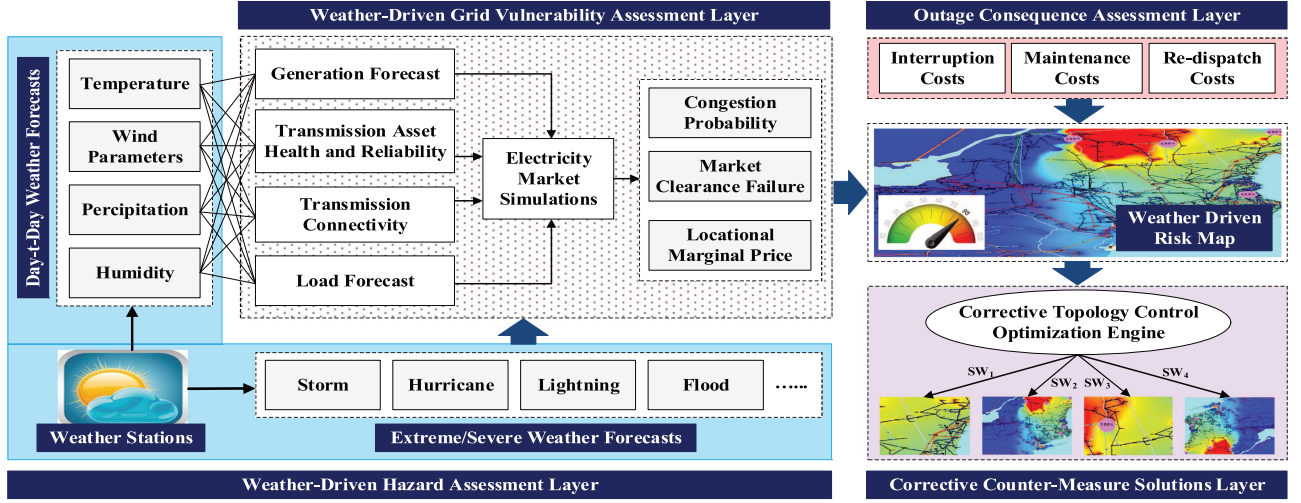 Weather-Driven Grid Vulnerability Assessment Layer
Day-t-Day Weather Forecasts
Temperature
Wind
Parameters
Percipitation
Humidity
Generation Forecast
Transmission Asset
Health and Reliability
Transmission
Connectivity
Load Forecast
Electricity
Market
Simulations
Congestion
Probability
Market
Clearance Failure
Locational
Marginal Price
Weather Stations
Storm
Hurricane
Lightning
Flood
…...
Extreme/Severe Weather Forecasts
Weather-Driven Hazard Assessment Layer
Outage Consequence Assessment Layer
Interruption
Costs
Maintenance
Costs
Re-dispatch
Costs
Weather Driven
Risk Map
Corrective Topology Control
Optimization Engine
SW1
SW2
SW3
SW4
Corrective Counter-Measure Solutions Layer